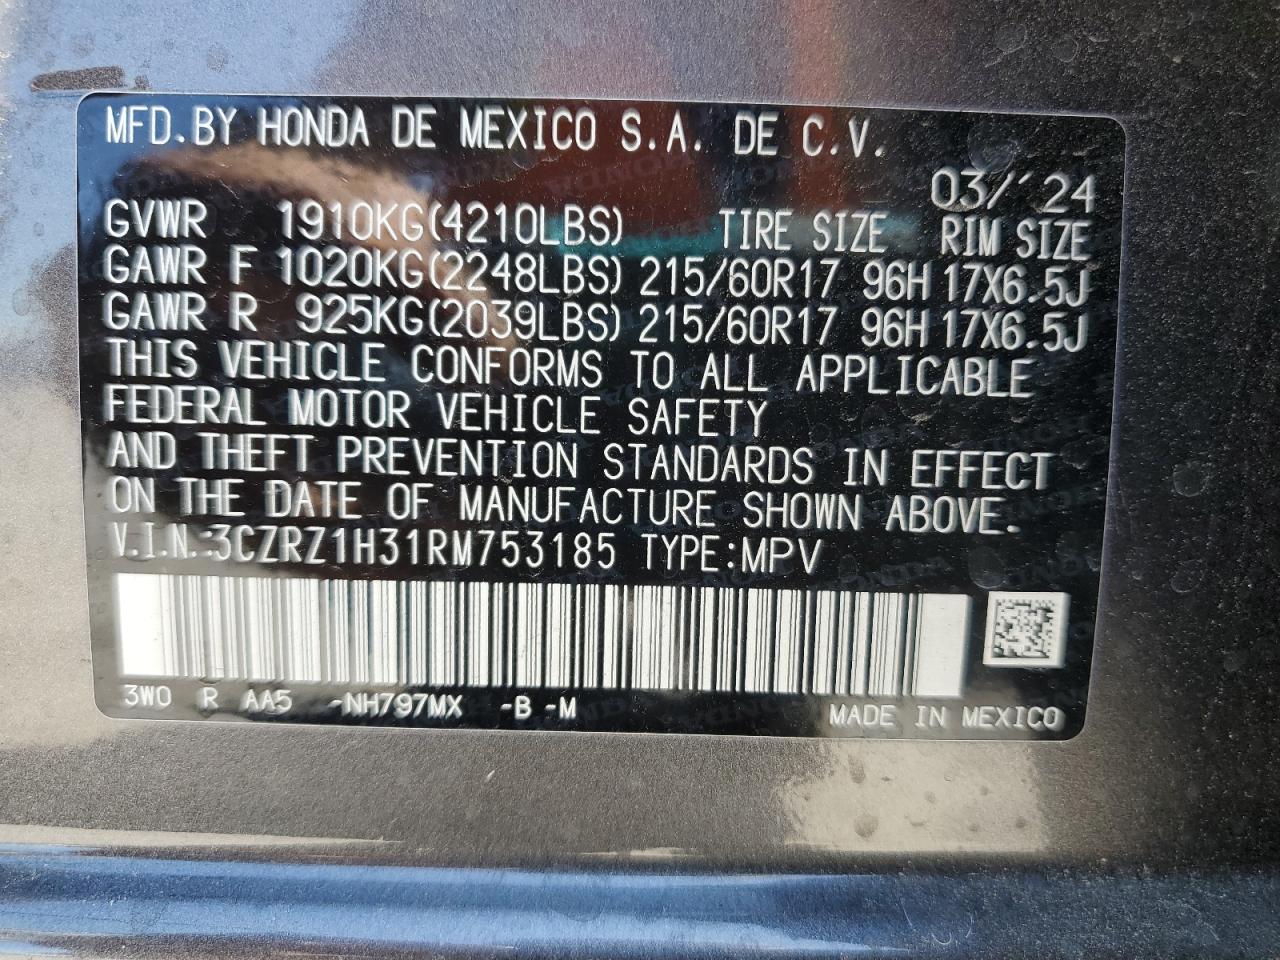 MFD.BY HONDA DE MEXICO S.A. DE C.V.
03/'24
GVWR 1910KG(4210LBS) TIRE SIZE RIM SIZE
GAWR F 1020KG(2248LBS) 215/60R17 96H 17X6.5J
GAWR R 925KG(2039LBS) 215/60R17 96H 17X6.5J
THIS VEHICLE CONFORMS TO ALL APPLICABLE
FEDERAL MOTOR VEHICLE SAFETY
AND THEFT PREVENTION STANDARDS IN EFFECT
ON THE DATE OF MANUFACTURE SHOWN ABOVE.
V.I.N.:3CZRZ1H31RM753185 TYPE:MPV
3W0 R AA5 -NH797MX -B -M
MADE IN MEXICO